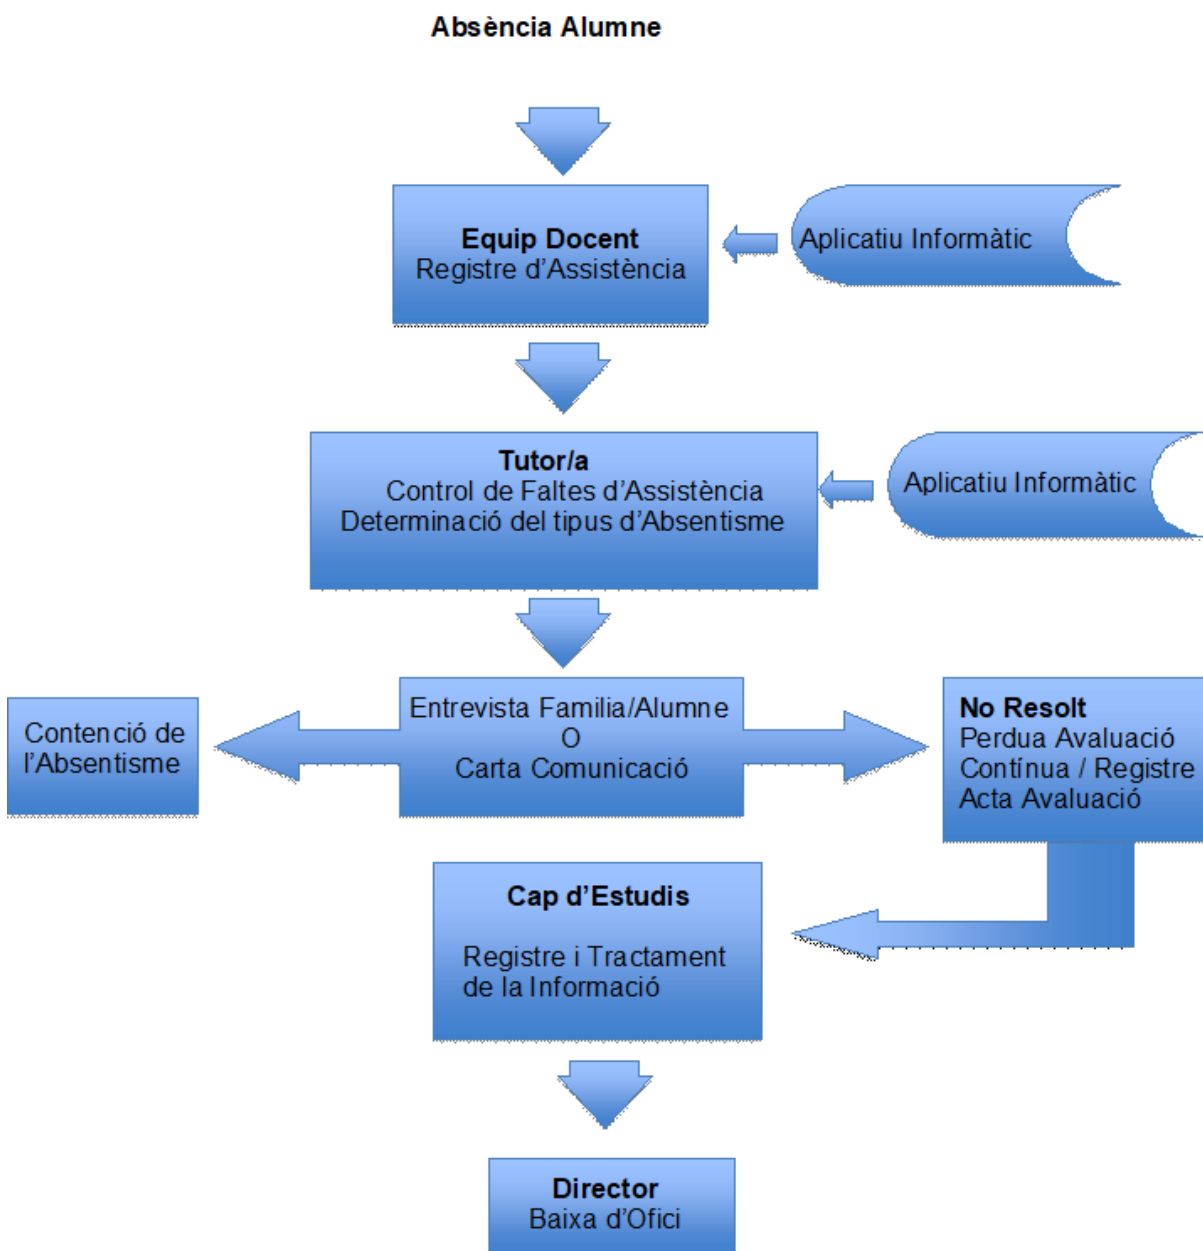 Absència Alumne
Equip Docent
Registre d'Assistència
Aplicatiu Informàtic
Tutor/a
Control de Faltes d'Assistència
Determinació del tipus d'Absentisme
Aplicatiu Informàtic
Contenció de
l'Absentisme
Entrevista Familia/Alumne
O
Carta Comunicació
No Resolt
Perdua Avaluació
Contínua / Registre
Acta Avaluació
Cap d'Estudis
Registre i Tractament
de la Informació
Director
Baixa d'Ofici